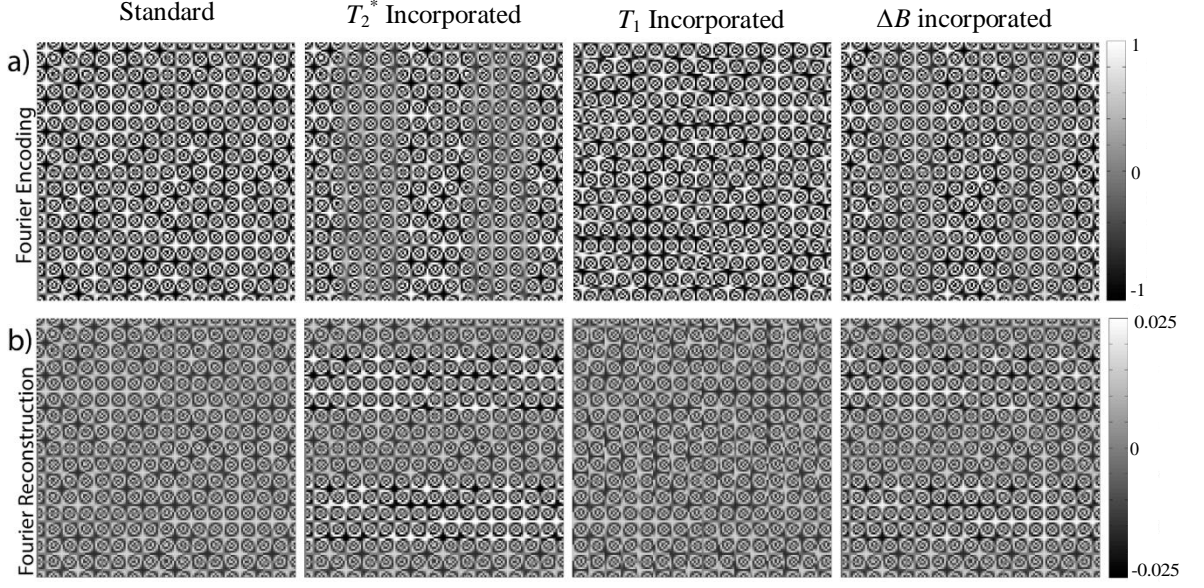 Standard
T₂* Incorporated
T₁ Incorporated
ΔB incorporated
a)
Fourier Encoding
1
0
-1
b)
Fourier Reconstruction
0.025
0
-0.025